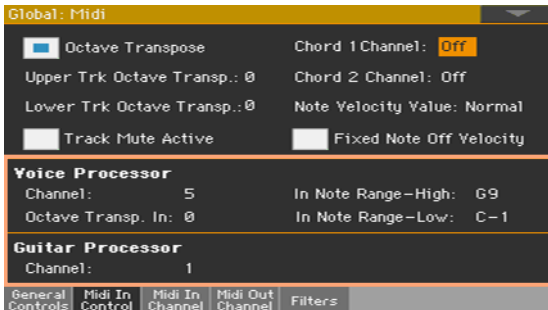 Global: Midi
Octave Transpose Chord 1 Channel: Off
Upper Trk Octave Transp.: 0 Chord 2 Channel: Off
Lower Trk Octave Transp.: 0 Note Velocity Value: Normal
Track Mute Active Fixed Note Off Velocity
Voice Processor
Channel: 5 In Note Range-High: G9
Octave Transp. In: 0 In Note Range-Low: C-1
Guitar Processor
Channel: 1
General Controls Midi In Control Midi In Channel Midi Out Channel Filters